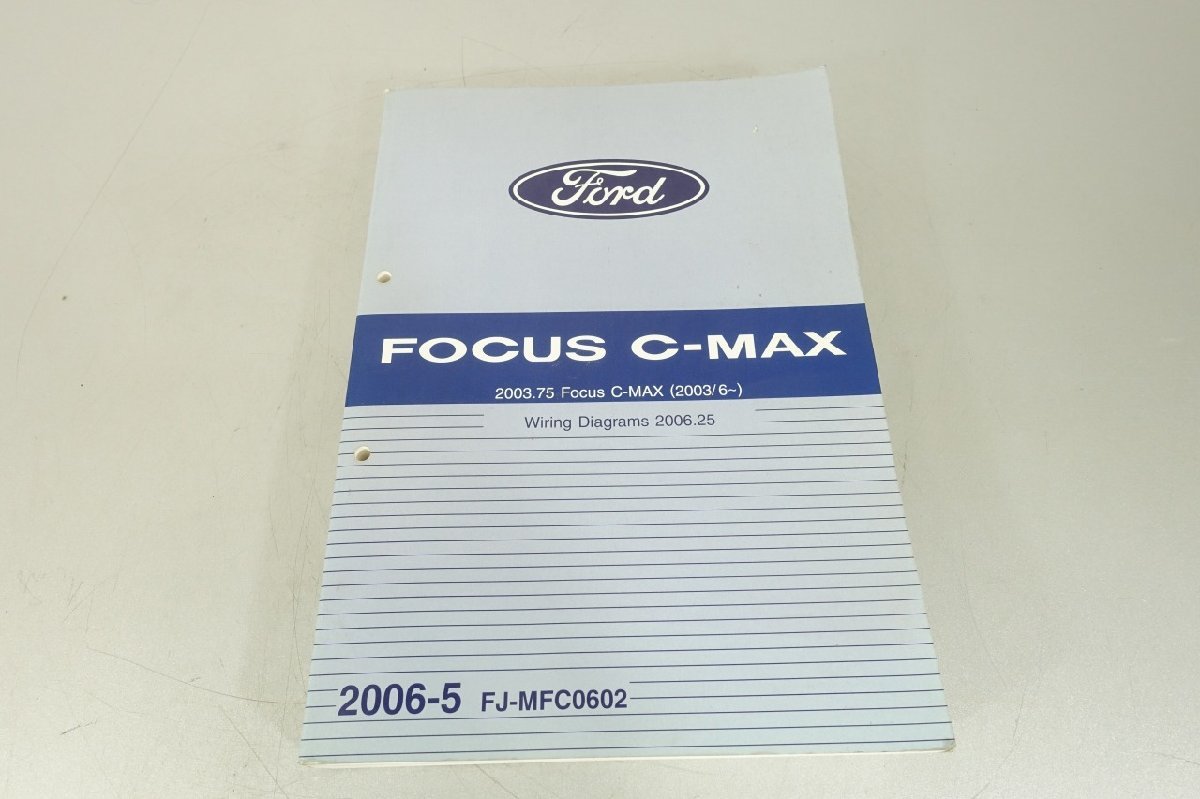 Ford
FOCUS C-MAX
2003.75 Focus C-MAX (2003/6~)
Wiring Diagrams 2006.25
2006-5 FJ-MFC0602